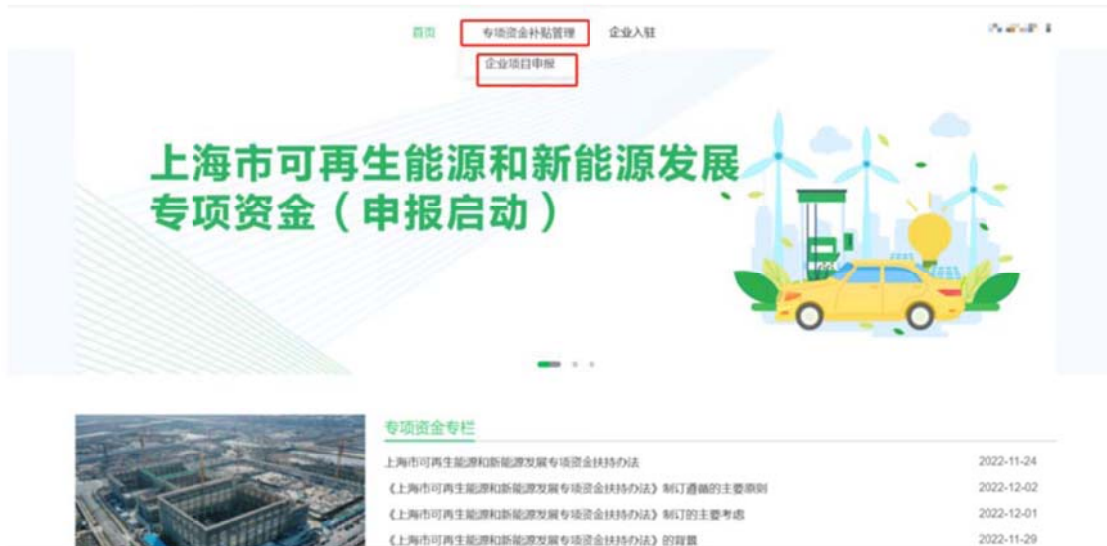 首页
专项资金补贴管理
企业入驻
企业项目申报
上海市可再生能源和新能源发展
专项资金（申报启动）
专项资金专栏
上海市可再生能源和新能源发展专项资金扶持办法
2022-11-24
《上海市可再生能源和新能源发展专项资金扶持办法》制订遵循的主要原则
2022-12-02
《上海市可再生能源和新能源发展专项资金扶持办法》制订的主要考虑
2022-12-01
《上海市可再生能源和新能源发展专项资金扶持办法》的背景
2022-11-29